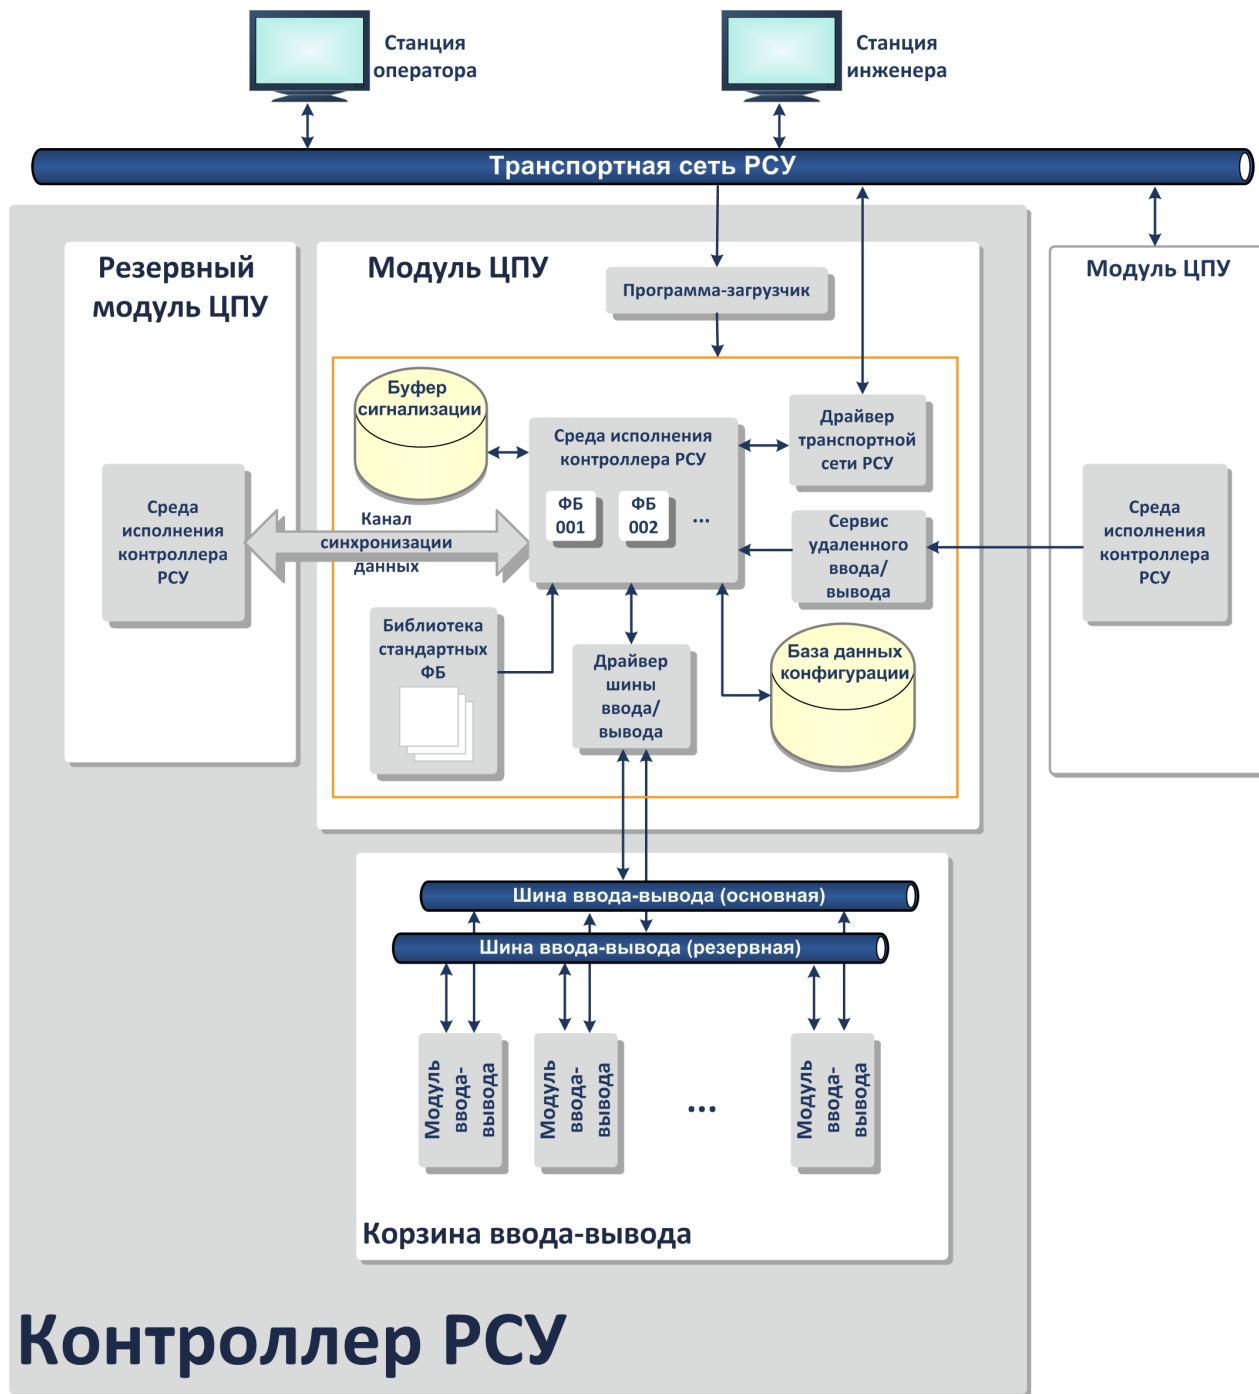 Станция
оператора
Станция
инженера
Транспортная сеть РСУ
Резервный
модуль ЦПУ
Модуль ЦПУ
Модуль ЦПУ
Программа-загрузчик
Буфер
сигнализации
Среда исполнения
контроллера РСУ
ФБ
001
ФБ
002
...
Драйвер
транспортной
сети РСУ
Среда
исполнения
контроллера
РСУ
Канал
синхронизации
данных
Сервис
удаленного
ввода/
вывода
Среда
исполнения
контроллера
РСУ
Библиотека
стандартных
ФБ
Драйвер
шины
ввода/
вывода
База данных
конфигурации
Шина ввода-вывода (основная)
Шина ввода-вывода (резервная)
Модуль
ввода-
вывода
Модуль
ввода-
вывода
...
Модуль
ввода-
вывода
Корзина ввода-вывода
Контроллер РСУ